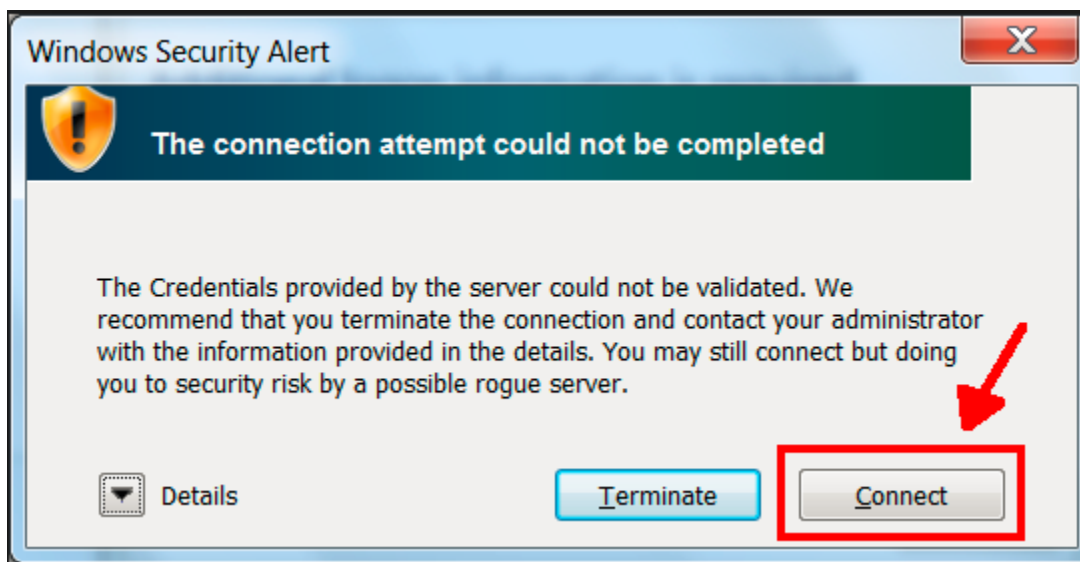 Windows Security Alert
The connection attempt could not be completed
The Credentials provided by the server could not be validated. We
recommend that you terminate the connection and contact your administrator
with the information provided in the details. You may still connect but doing
you to security risk by a possible rogue server.
Details
Terminate
Connect